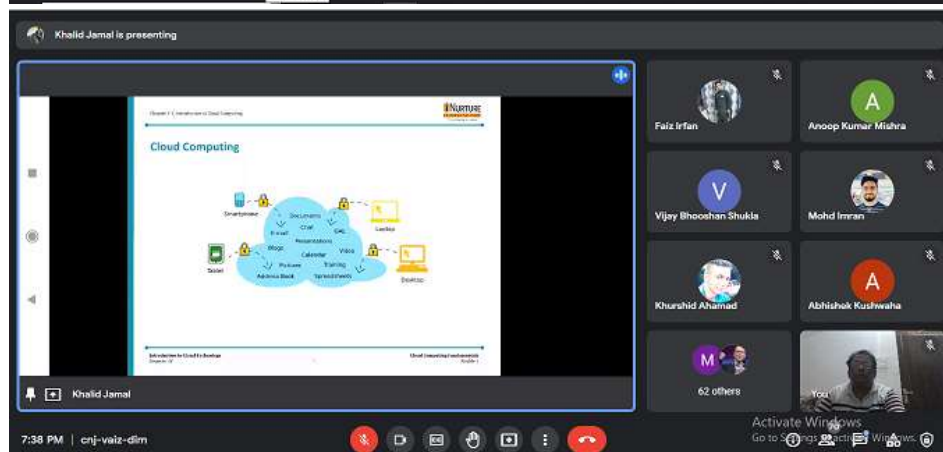 Khalid Jamal is presenting
Chapter 1: Introduction to Cloud Computing
iNURTURE
Cloud Computing
Smartphone
Documents
Chat
E-mail
Laptop
Presentations
Blogs
Video
Calendar
Pictures
Training
Tablet
Address Book
Spreadsheets
Desktop
Introduction to Cloud Technology
Cloud Computing Fundamentals
Khalid Jamal
Faiz Irfan
A
Anoop Kumar Mishra
V
Vijay Bhooshan Shukla
Mohd Imran
Khurshid Ahamad
A
Abhishek Kushwaha
M
62 others
You
Activate Windows
Go to Settings to activate Windows.
7:38 PM | cnj-vaiz-dim
70